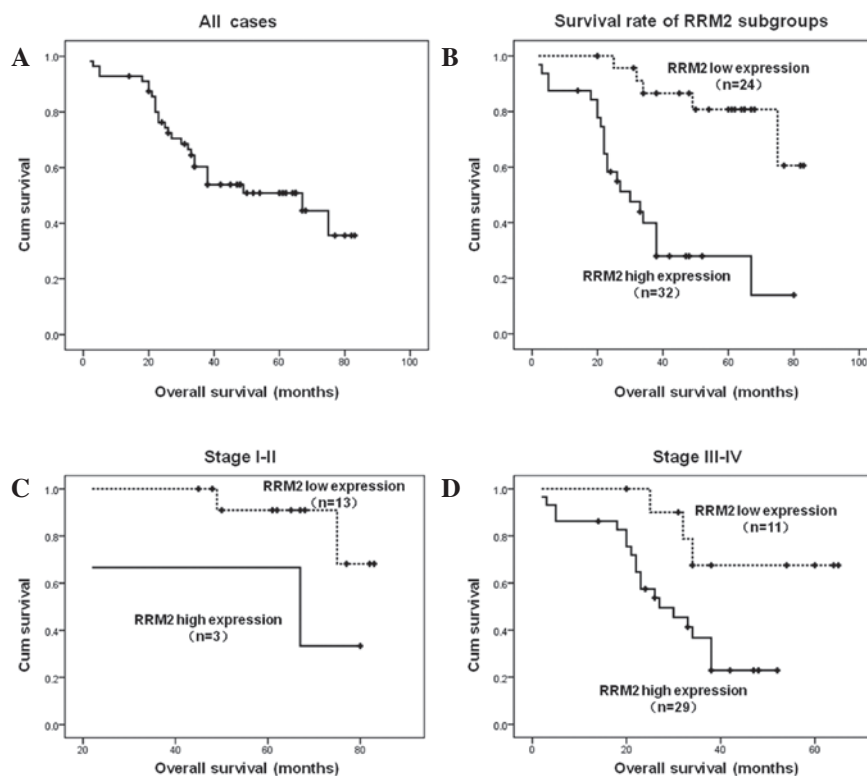 All cases
A
Cum survival
1.0
0.8
0.6
0.4
0.2
0.0
0 20 40 60 80 100
Overall survival (months)
Survival rate of RRM2 subgroups
B
Cum survival
1.0
0.8
0.6
0.4
0.2
0.0
RRM2 low expression
(n=24)
RRM2 high expression
(n=32)
0 20 40 60 80 100
Overall survival (months)
Stage I-II
C
Cum survival
1.0
0.8
0.6
0.4
0.2
0.0
RRM2 low expression
(n=13)
RRM2 high expression
(n=3)
20 40 60 80
Overall survival (months)
Stage III-IV
D
Cum survival
1.0
0.8
0.6
0.4
0.2
0.0
RRM2 low expression
(n=11)
RRM2 high expression
(n=29)
0 20 40 60
Overall survival (months)